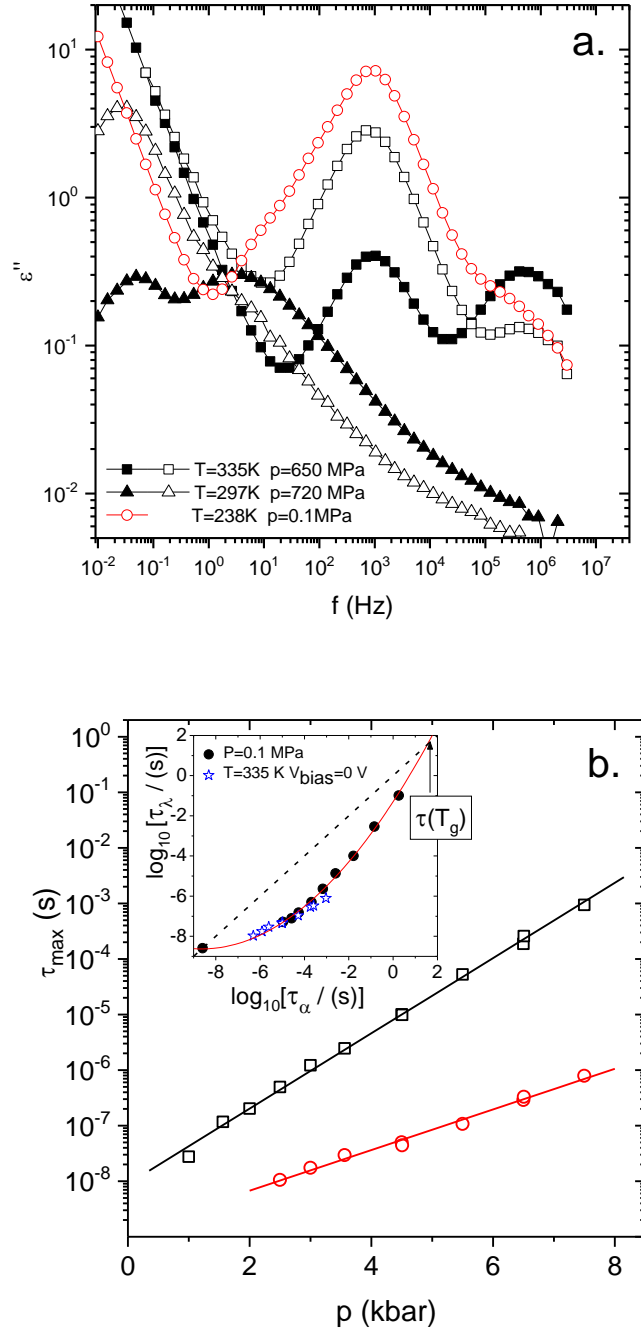 a.
10¹
10⁰
10⁻¹
10⁻²
ε''
T=335K p=650 MPa
T=297K p=720 MPa
T=238K p=0.1MPa
10⁻² 10⁻¹ 10⁰ 10¹ 10² 10³ 10⁴ 10⁵ 10⁶ 10⁷
f (Hz)
b.
10⁰
10⁻¹
10⁻²
10⁻³
10⁻⁴
10⁻⁵
10⁻⁶
10⁻⁷
10⁻⁸
τmax (s)
2
0
-2
-4
-6
-8
log₁₀[τλ / (s)]
P=0.1 MPa
T=335 K Vbias=0 V
τ(Tg)
-8 -6 -4 -2 0 2
log₁₀[τα / (s)]
0 2 4 6 8
p (kbar)